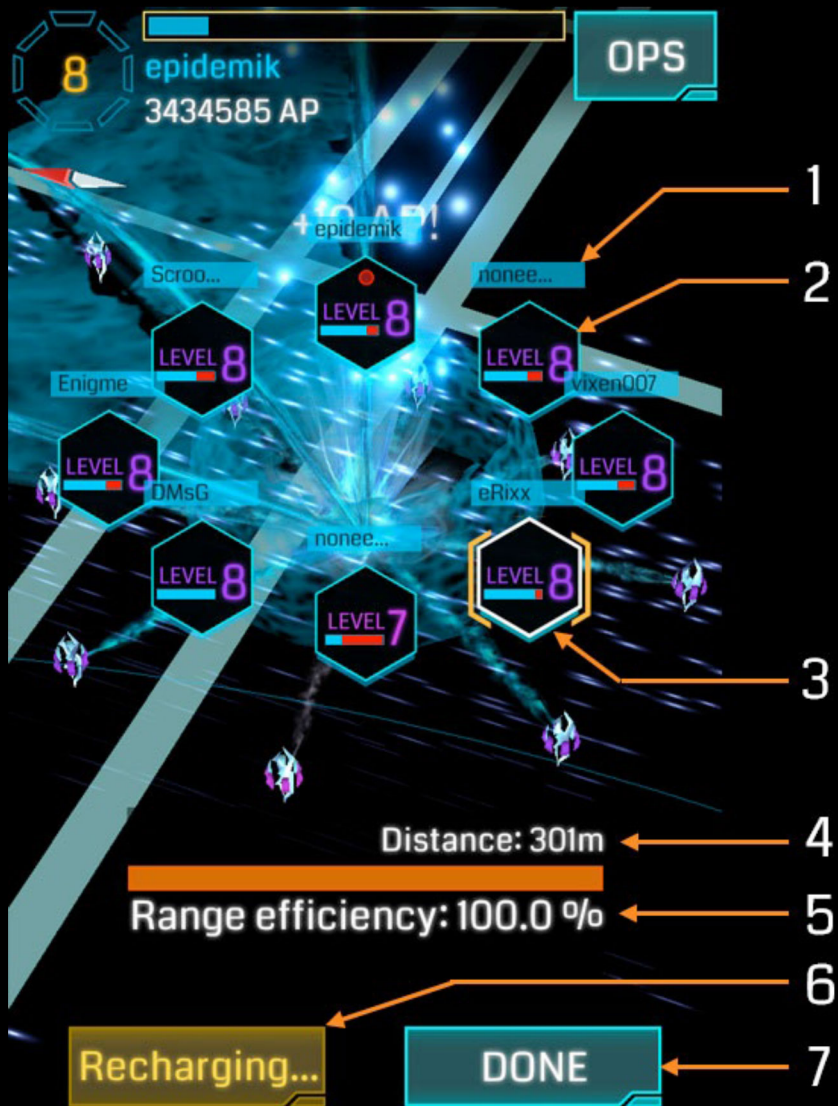 8
epidemik
3434585 AP
OPS
+10 AP!
epidemik
LEVEL 8
Scroo...
LEVEL 8
nonee...
LEVEL 8
Enigme
LEVEL 8
vixen007
LEVEL 8
DMsG
LEVEL 8
nonee...
LEVEL 7
eRixx
LEVEL 8
Distance: 301m
Range efficiency: 100.0 %
Recharging...
DONE
1
2
3
4
5
6
7